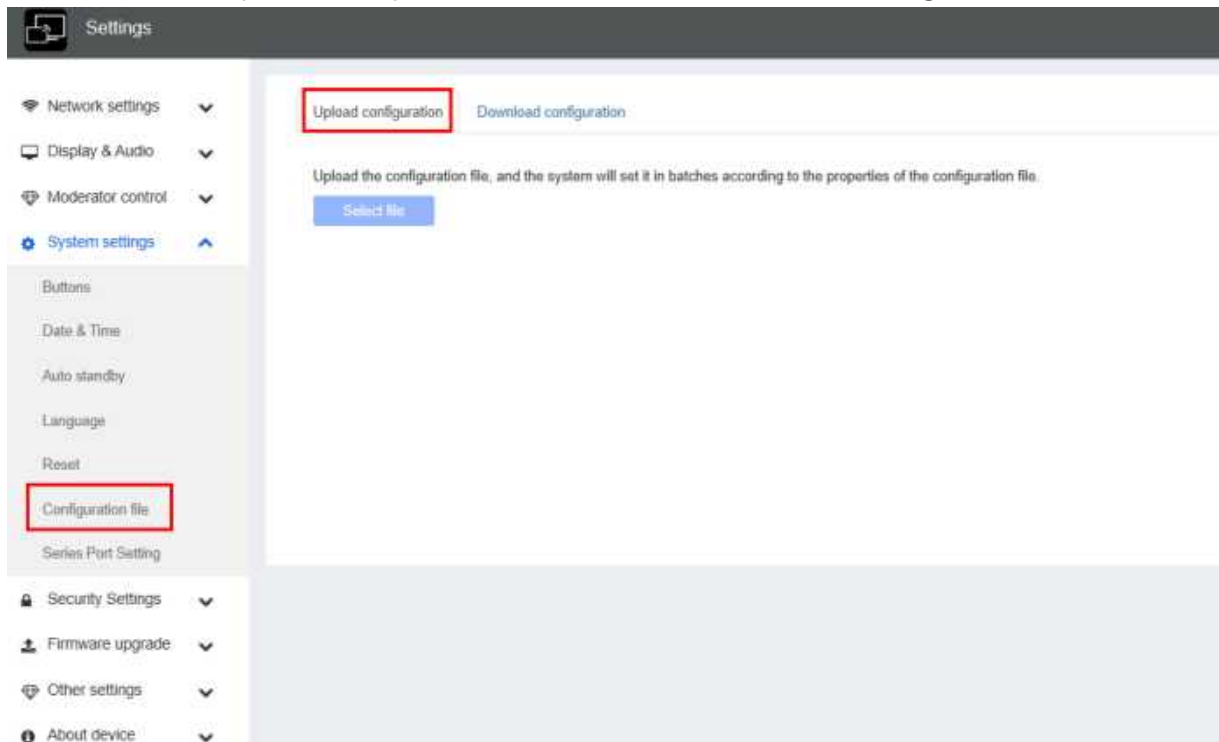 Settings
Network settings
Display & Audio
Moderator control
System settings
Buttons
Date & Time
Auto standby
Language
Reset
Configuration file
Series Port Setting
Security Settings
Firmware upgrade
Other settings
About device
Upload configuration Download configuration
Upload the configuration file, and the system will set it in batches according to the properties of the configuration file.
Select file